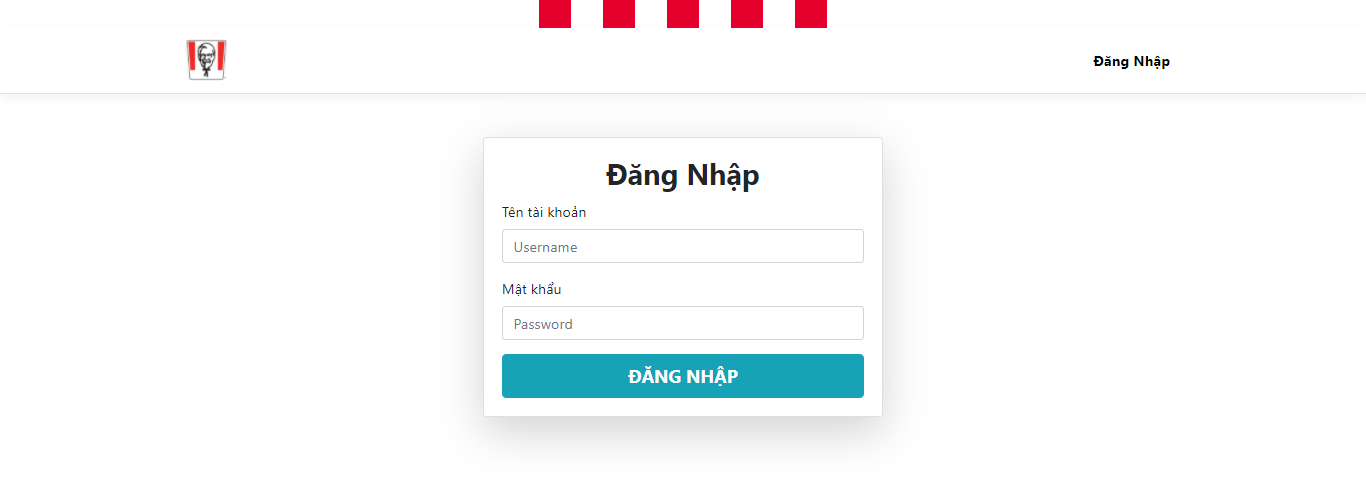 Đăng Nhập
Đăng Nhập
Tên tài khoản
Username
Mật khẩu
Password
ĐĂNG NHẬP